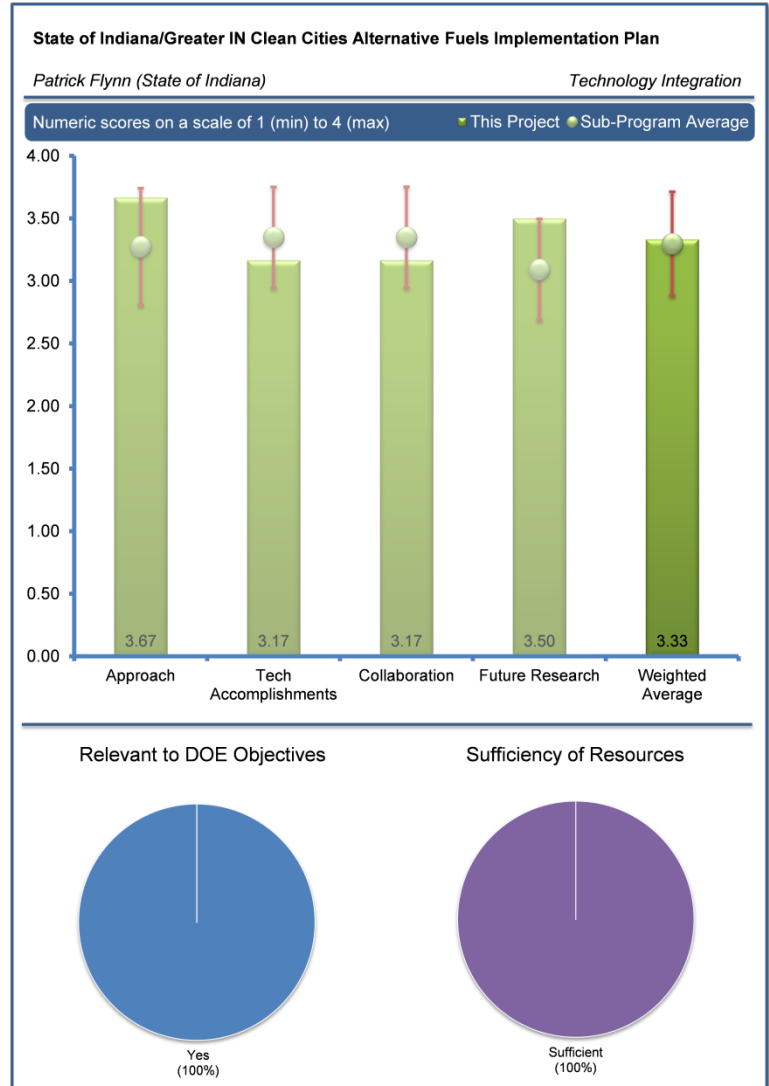 State of Indiana/Greater IN Clean Cities Alternative Fuels Implementation Plan
Patrick Flynn (State of Indiana) Technology Integration
Numeric scores on a scale of 1 (min) to 4 (max) This Project Sub-Program Average
4.00
3.50
3.00
2.50
2.00
1.50
1.00
0.50
0.00
3.67 3.17 3.17 3.50 3.33
Approach Tech Accomplishments Collaboration Future Research Weighted Average
Relevant to DOE Objectives Sufficiency of Resources
Yes
(100%)
Sufficient
(100%)